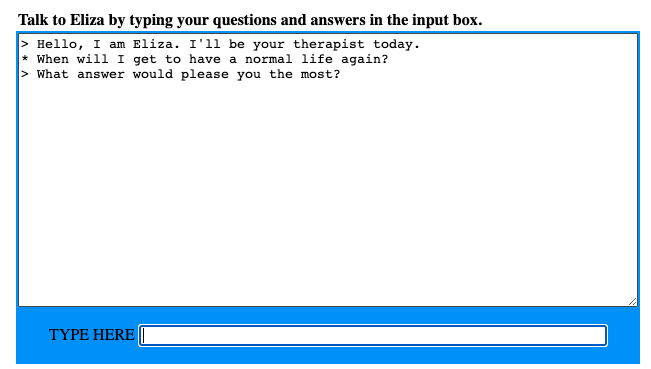 Talk to Eliza by typing your questions and answers in the input box.
> Hello, I am Eliza. I'll be your therapist today.
* When will I get to have a normal life again?
> What answer would please you the most?
TYPE HERE